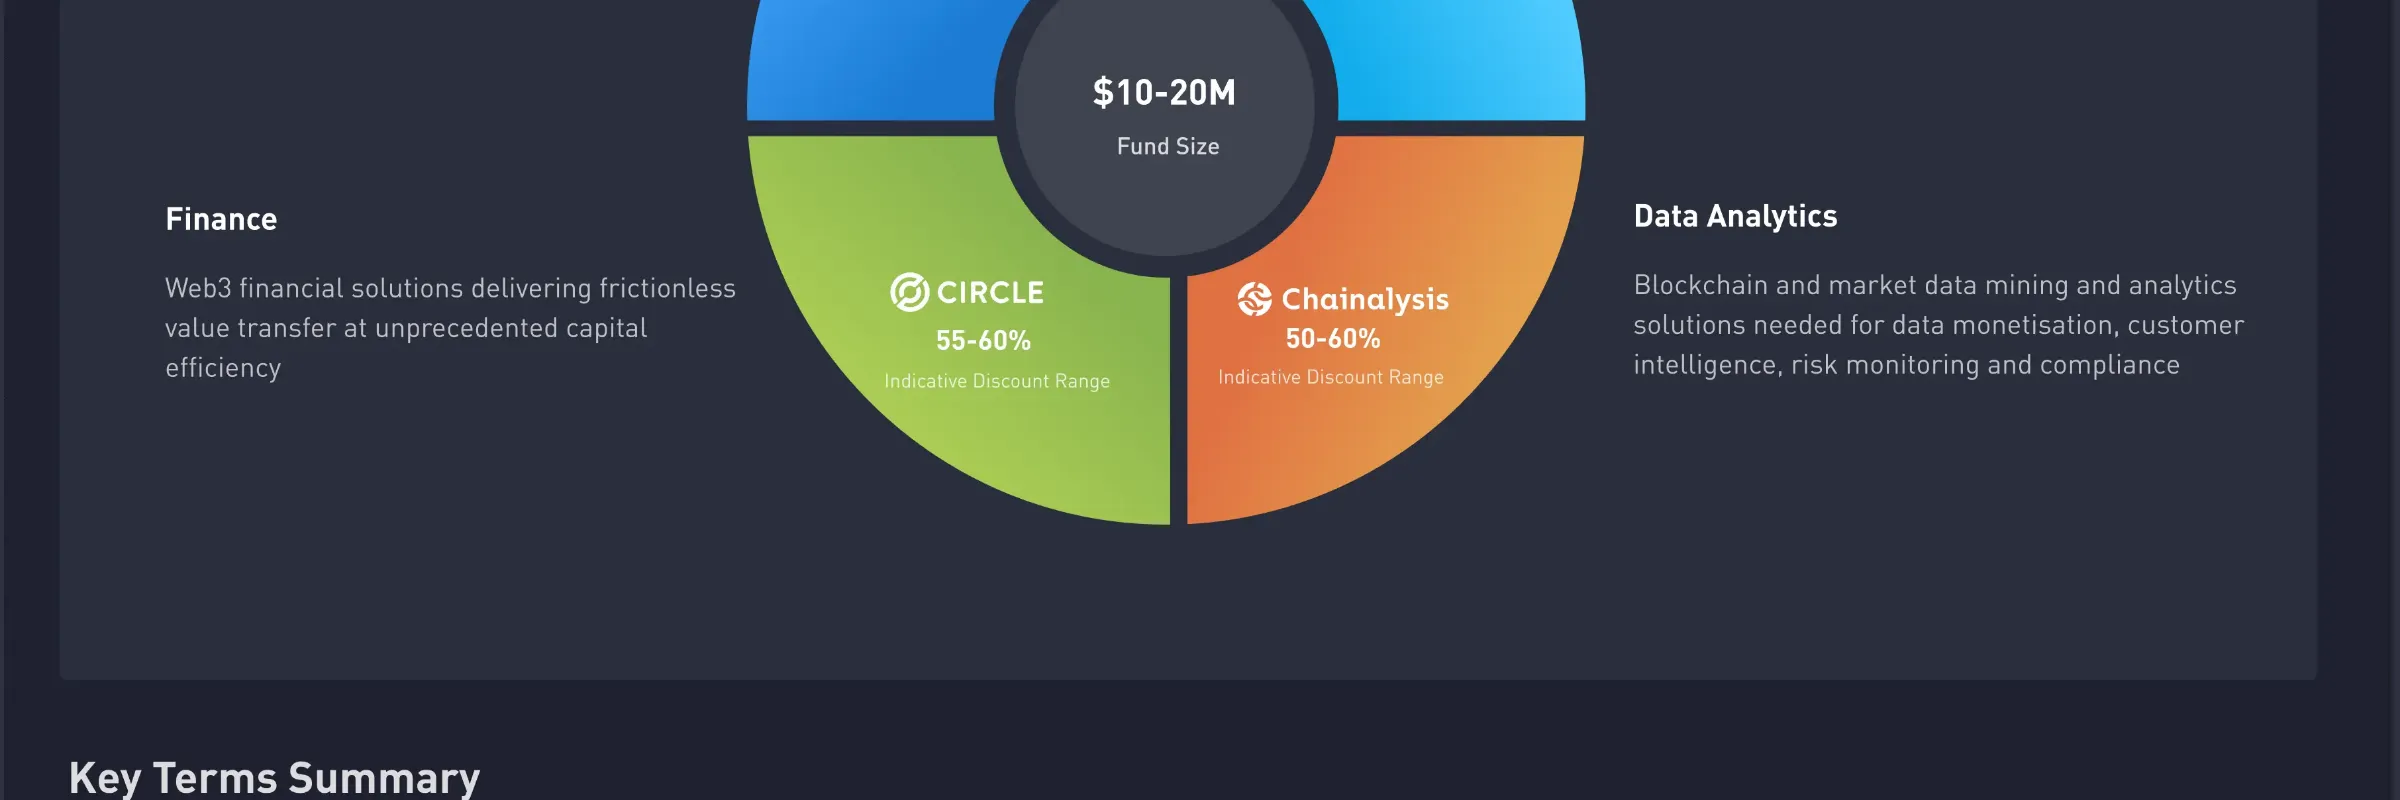 $10-20M
Fund Size
Finance
Web3 financial solutions delivering frictionless
value transfer at unprecedented capital
efficiency
CIRCLE
55-60%
Indicative Discount Range
Chainalysis
50-60%
Indicative Discount Range
Data Analytics
Blockchain and market data mining and analytics
solutions needed for data monetisation, customer
intelligence, risk monitoring and compliance
Key Terms Summary